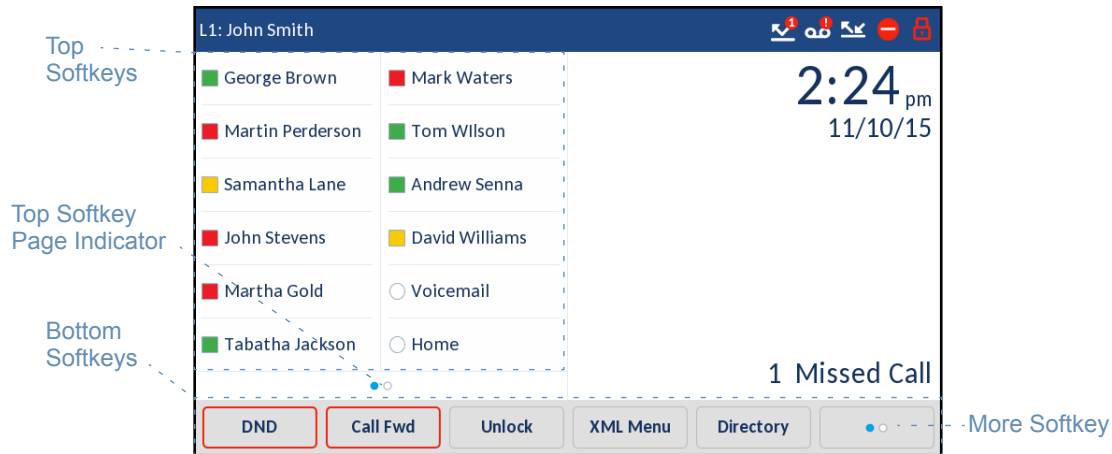 L1: John Smith
1
Top
Softkeys
George Brown
Mark Waters
2:24 pm
11/10/15
Martin Perderson
Tom WIlson
Samantha Lane
Andrew Senna
Top Softkey
Page Indicator
John Stevens
David Williams
Martha Gold
Voicemail
Bottom
Softkeys
Tabatha Jackson
Home
1 Missed Call
DND
Call Fwd
Unlock
XML Menu
Directory
More Softkey